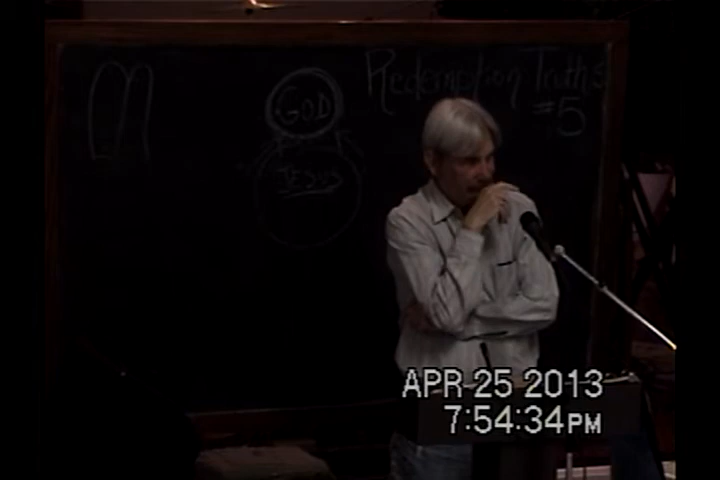 Redemption Truths
#5
GOD
JESUS
APR 25 2013
7:54:34PM